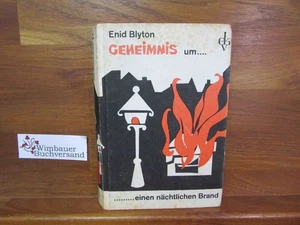 Enid Blyton
GEHEIMNIS um....
.........einen nächtlichen Brand
Wimbauer
Buchversand